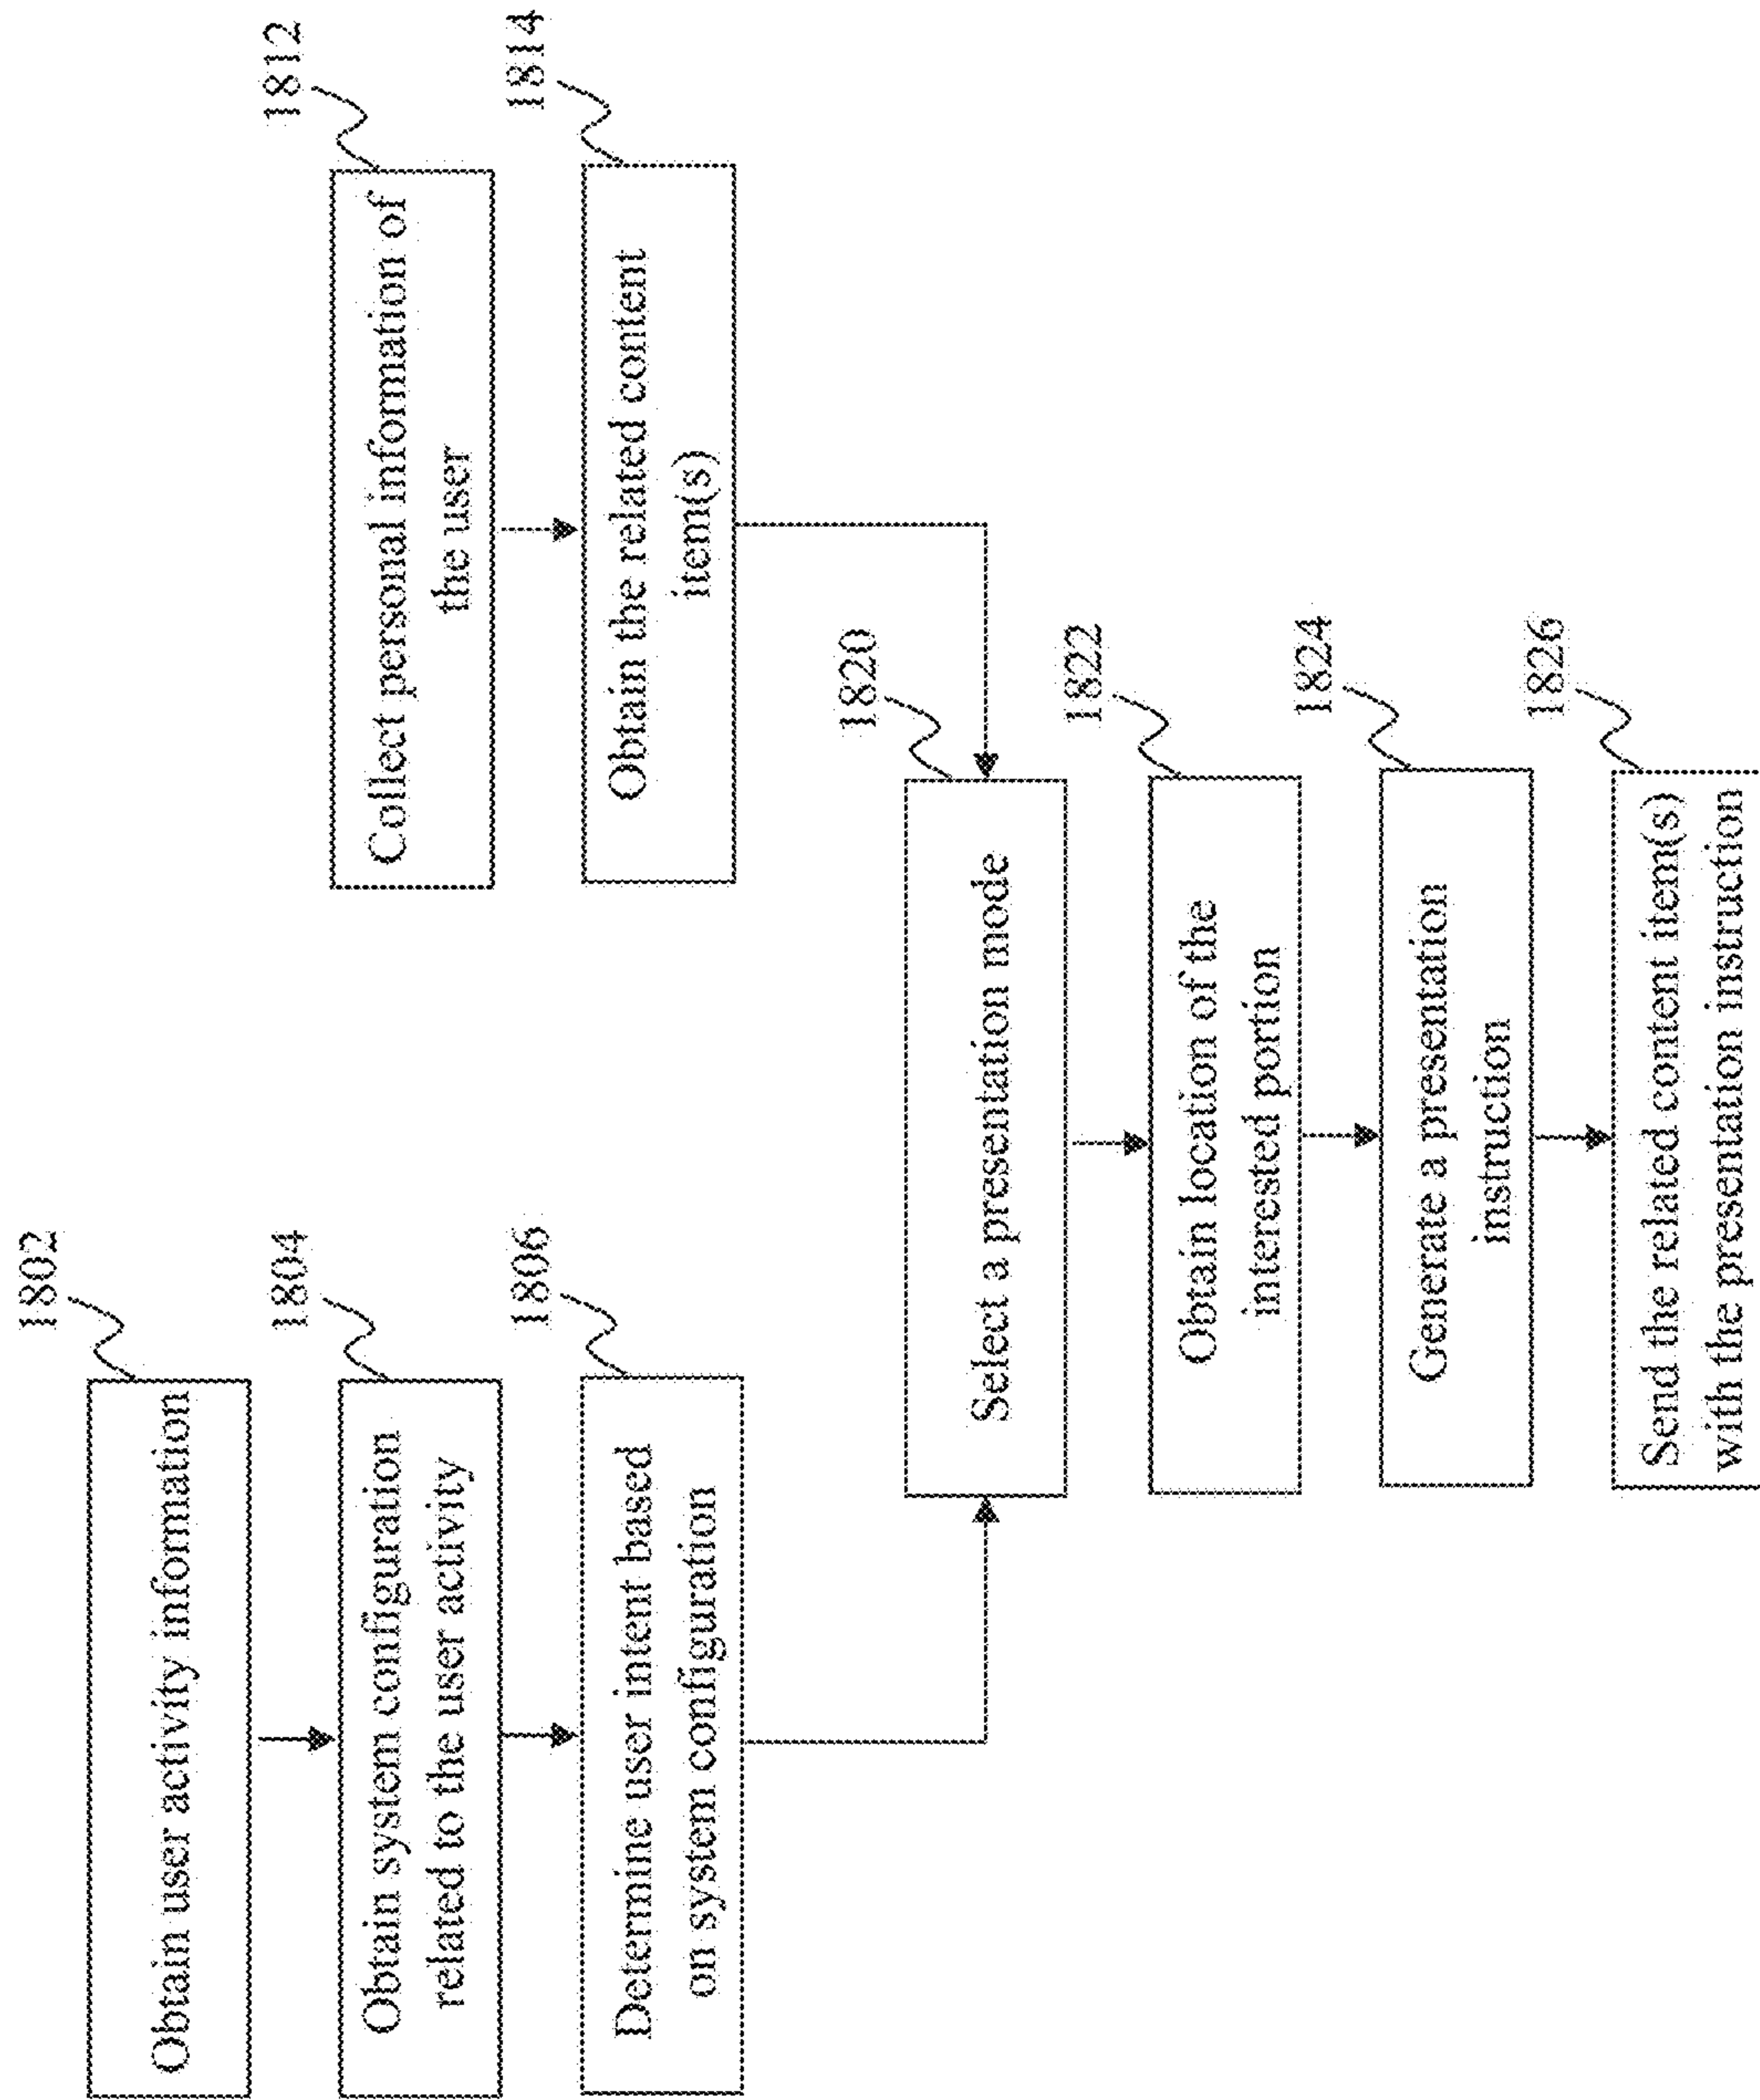 1802
Obtain user activity information
1804
Obtain system configuration
related to the user activity
1806
Determine user intent based
on system configuration
1812
Collect personal information of
the user
1814
Obtain the related content
item(s)
1820
Select a presentation mode
1822
Obtain location of the
interested portion
1824
Generate a presentation
instruction
1826
Send the related content item(s)
with the presentation instruction